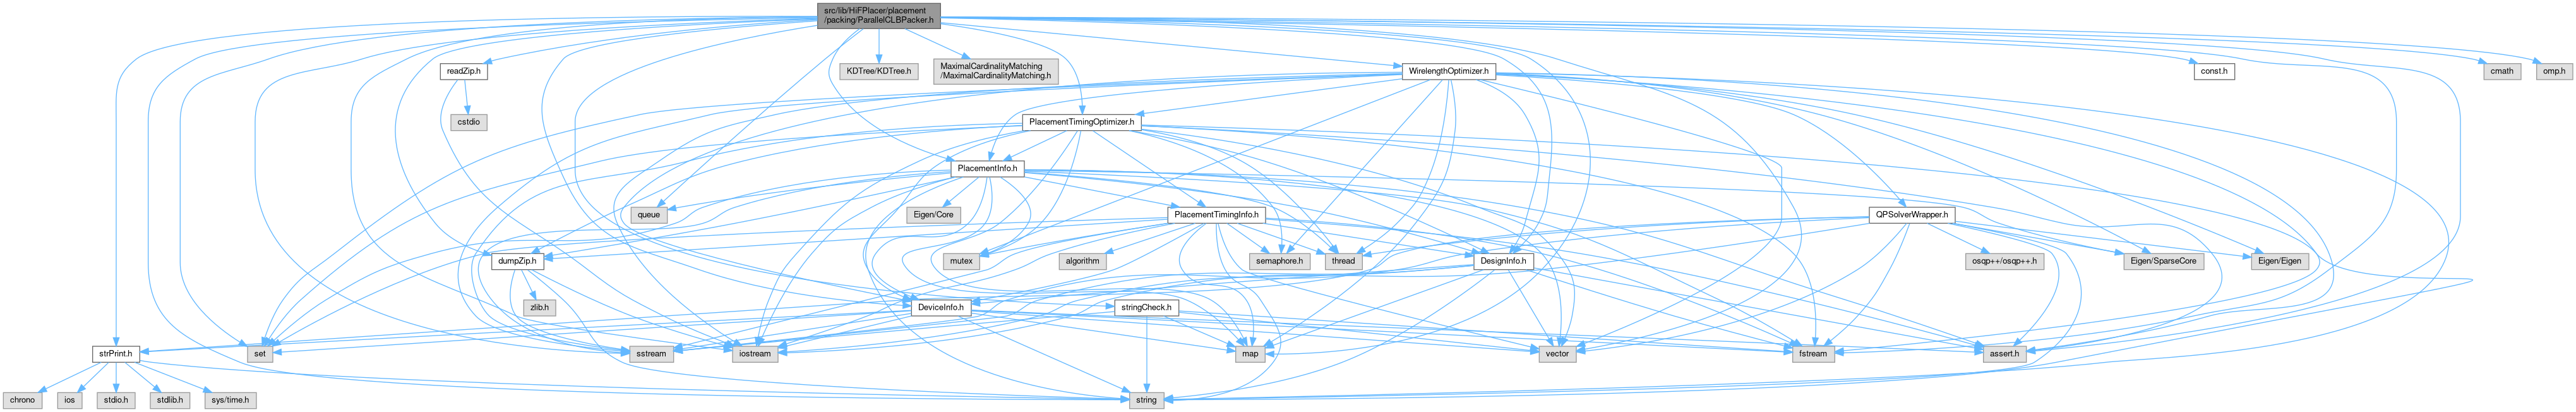 src/lib/HiFPlacer/placement
/packing/ParallelCLBPacker.h
readZip.h
KDTree/KDTree.h
MaximalCardinalityMatching
/MaximalCardinalityMatching.h
WirelengthOptimizer.h
const.h
cmath
omp.h
cstdio
PlacementTimingOptimizer.h
PlacementInfo.h
queue
Eigen/Core
PlacementTimingInfo.h
QPSolverWrapper.h
dumpZip.h
mutex
algorithm
semaphore.h
thread
DesignInfo.h
osqp++/osqp++.h
Eigen/SparseCore
Eigen/Eigen
zlib.h
DeviceInfo.h
stringCheck.h
strPrint.h
set
sstream
iostream
map
vector
fstream
assert.h
chrono
ios
stdio.h
stdlib.h
sys/time.h
string